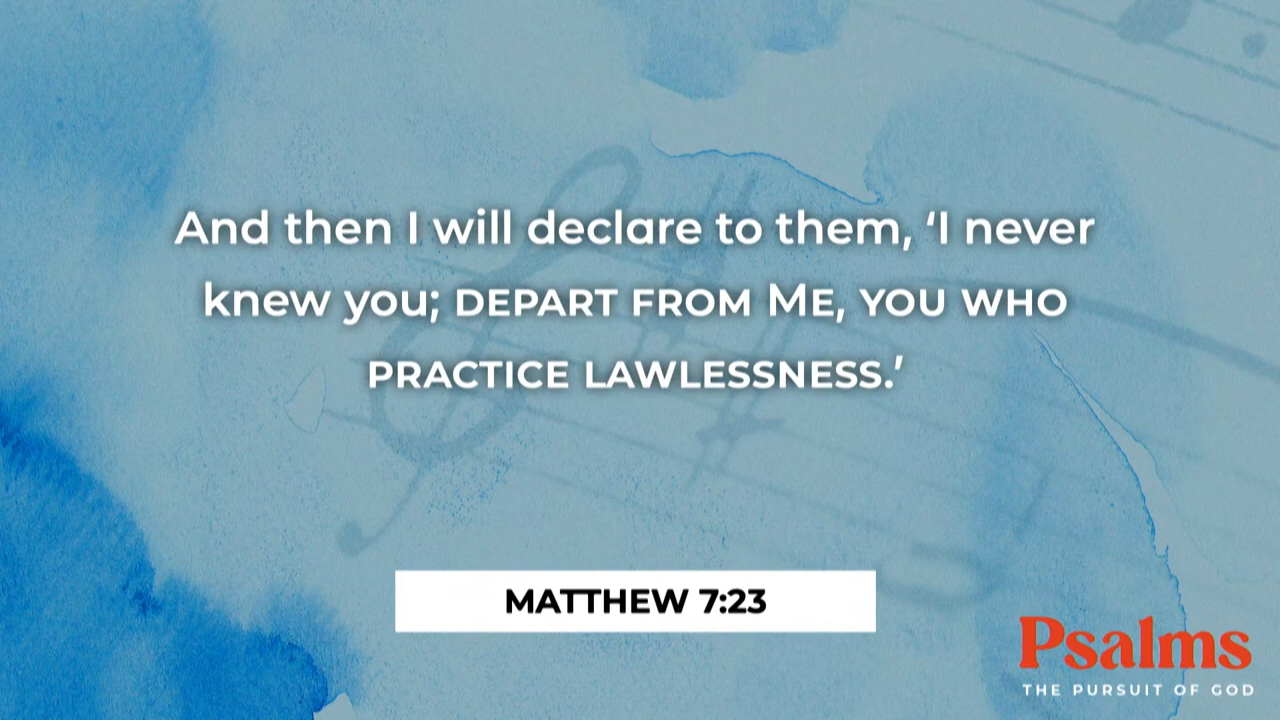 And then I will declare to them, ‘I never
knew you; DEPART FROM ME, YOU WHO
PRACTICE LAWLESSNESS.’
MATTHEW 7:23
Psalms
THE PURSUIT OF GOD